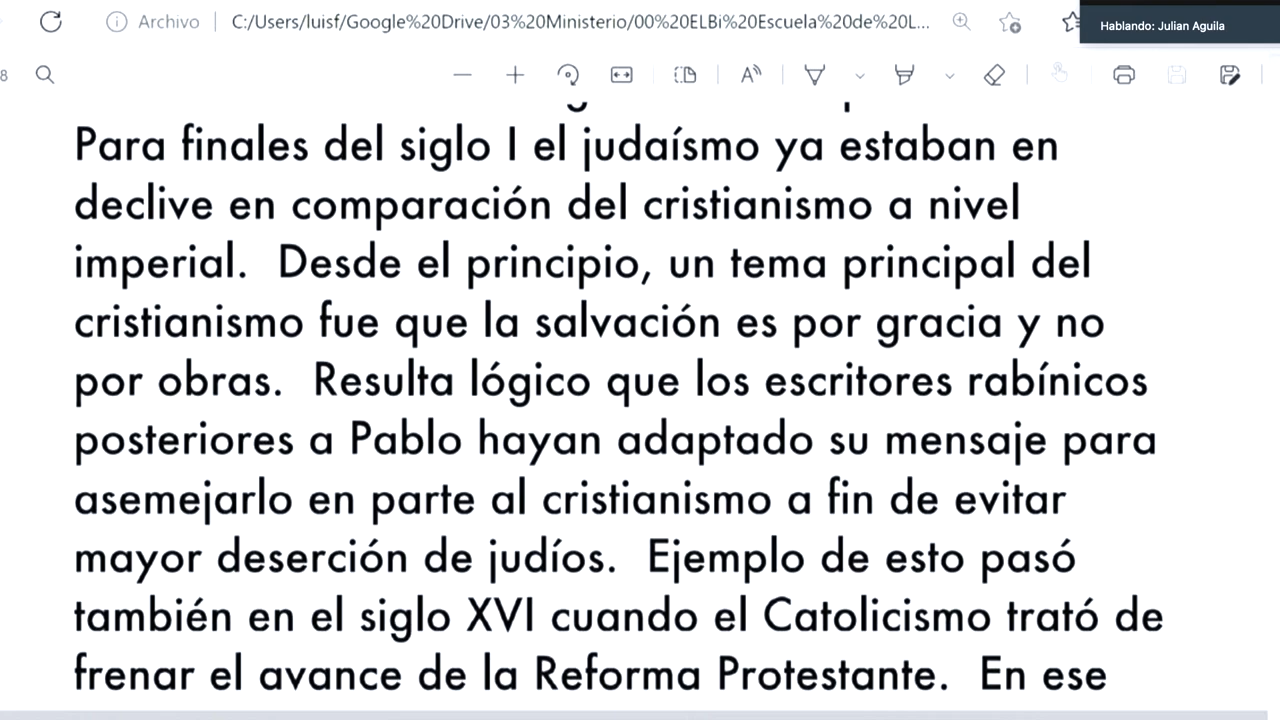 Archivo
C:/Users/luisf/Google%20Drive/03%20Ministerio/00%20ELBi%20Escuela%20de%20L...
Hablando: Julian Aguila
8
Para finales del siglo I el judaísmo ya estaban en
declive en comparación del cristianismo a nivel
imperial.  Desde el principio, un tema principal del
cristianismo fue que la salvación es por gracia y no
por obras.  Resulta lógico que los escritores rabínicos
posteriores a Pablo hayan adaptado su mensaje para
asemejarlo en parte al cristianismo a fin de evitar
mayor deserción de judíos.  Ejemplo de esto pasó
también en el siglo XVI cuando el Catolicismo trató de
frenar el avance de la Reforma Protestante.  En ese